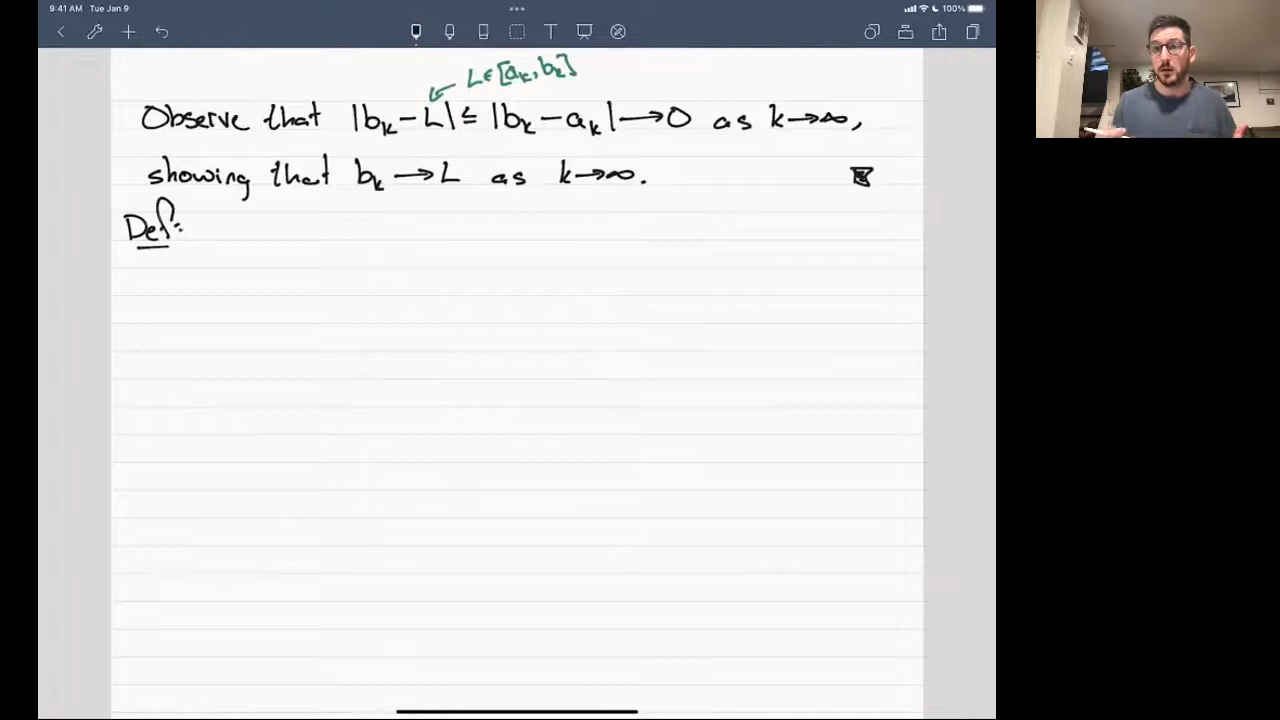 9:41 AM Tue Jan 9
100%
L∈[aₖ,bₖ]
Observe that |bₖ-L| ≤ |bₖ-aₖ| → 0 as k→∞,
showing that bₖ → L as k→∞.
Def: